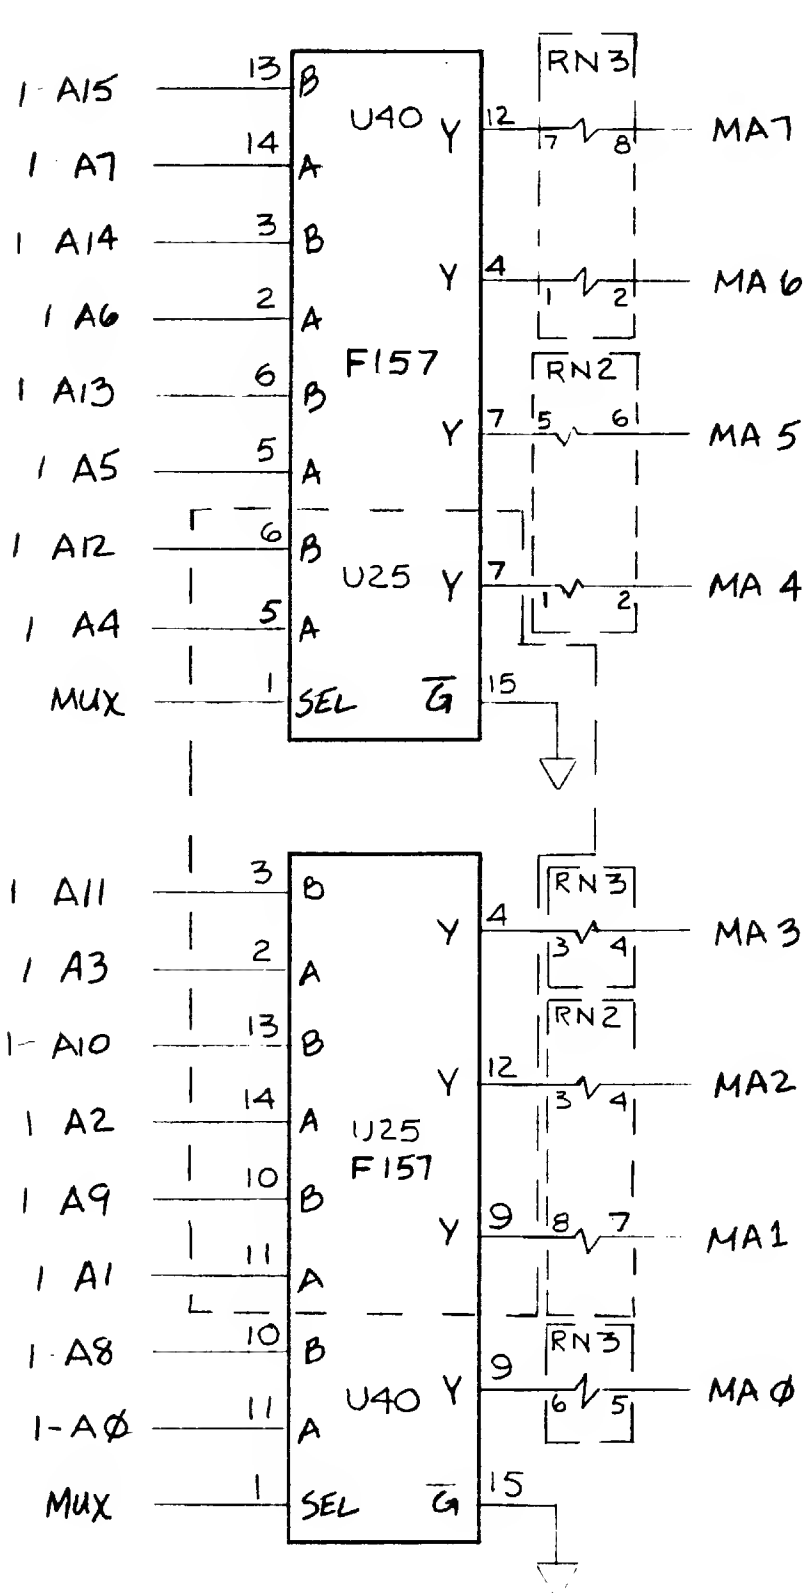 13 B RN3
1-A15 U40 Y 12 7 8 MA7
14
1 A7 A
3
1 A14 B Y 4 1 2 MA6
2
1 A6 A
F157 RN2
6
1 A13 B Y 7 5 6 MA5
5
1 A5 A
6
1 A12 B U25 Y 7 1 2 MA4
5
1 A4 A
MUX 1 SEL G̅ 15
3 RN3
1 A11 B Y 4 3 4 MA3
2
1 A3 A
13 RN2
1-A10 B Y 12 3 4 MA2
14
1 A2 A U25
F157
10
1 A9 B Y 9 8 7 MA1
11
1 A1 A
10 RN3
1-A8 B
U40 Y 9 6 5 MAØ
11
1-AØ A
MUX 1 SEL G̅ 15